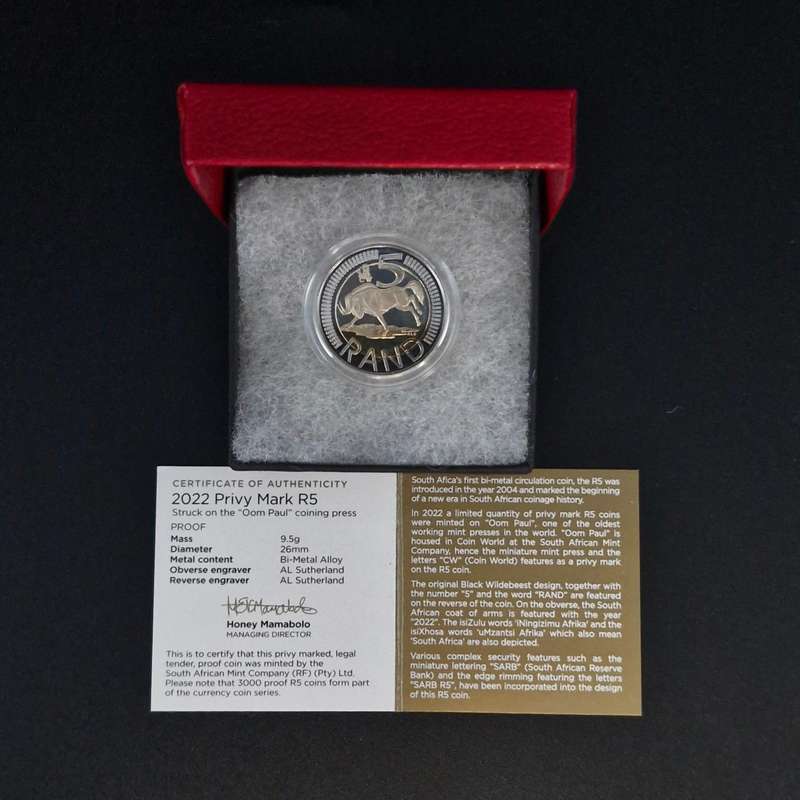 5
RAND
CERTIFICATE OF AUTHENTICITY
2022 Privy Mark R5
Struck on the "Oom Paul" coining press
PROOF
Mass 9.5g
Diameter 26mm
Metal content Bi-Metal Alloy
Obverse engraver AL Sutherland
Reverse engraver AL Sutherland
Honey Mamabolo
MANAGING DIRECTOR
This is to certify that this privy marked, legal
tender, proof coin was minted by the
South African Mint Company (RF) (Pty) Ltd.
Please note that 3000 proof R5 coins form part
of the currency coin series.
South Afica's first bi-metal circulation coin, the R5 was
introduced in the year 2004 and marked the beginning
of a new era in South African coinage history.
In 2022 a limited quantity of privy mark R5 coins
were minted on "Oom Paul", one of the oldest
working mint presses in the world. "Oom Paul" is
housed in Coin World at the South African Mint
Company, hence the miniature mint press and the
letters "CW" (Coin World) features as a privy mark
on the R5 coin.
The original Black Wildebeest design, together with
the number "5" and the word "RAND" are featured
on the reverse of the coin. On the obverse, the South
African coat of arms is featured with the year
"2022". The isiZulu words 'iNingizimu Afrika' and the
isiXhosa words 'uMzantsi Afrika' which also mean
'South Africa' are also depicted.
Various complex security features such as the
miniature lettering "SARB" (South African Reserve
Bank) and the edge rimming featuring the letters
"SARB R5", have been incorporated into the design
of this R5 coin.